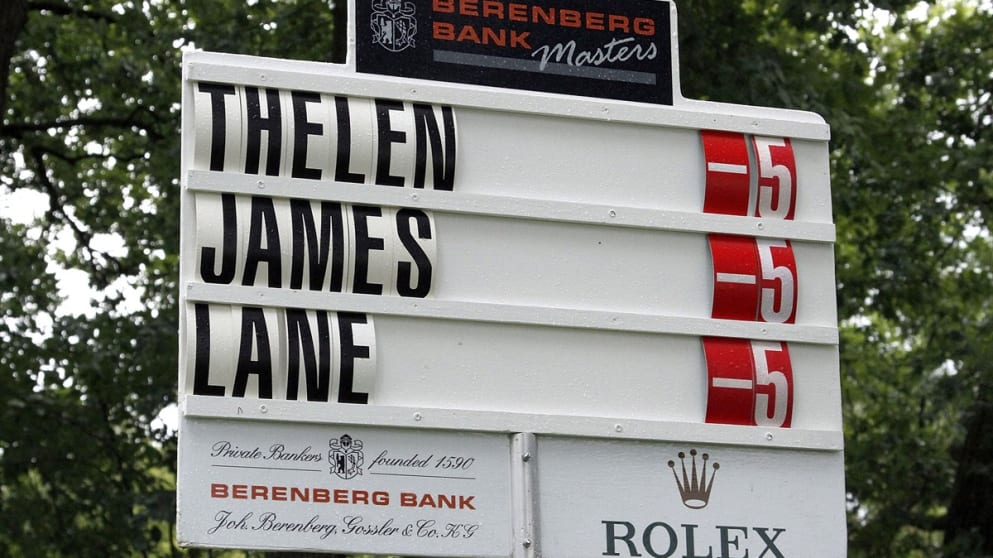 BERENBERG
BANK Masters
THELEN -5
JAMES -5
LANE -5
Private Bankers founded 1590
BERENBERG BANK
Joh. Berenberg, Gossler & Co. KG
ROLEX